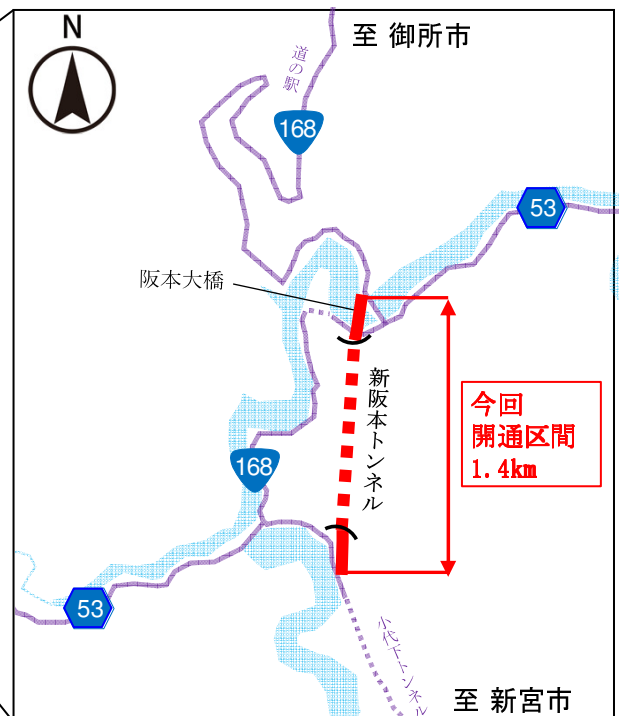 N
至 御所市
道の駅
168
53
阪本大橋
新阪本トンネル
今回
開通区間
1.4km
168
53
小代下トンネル
至 新宮市